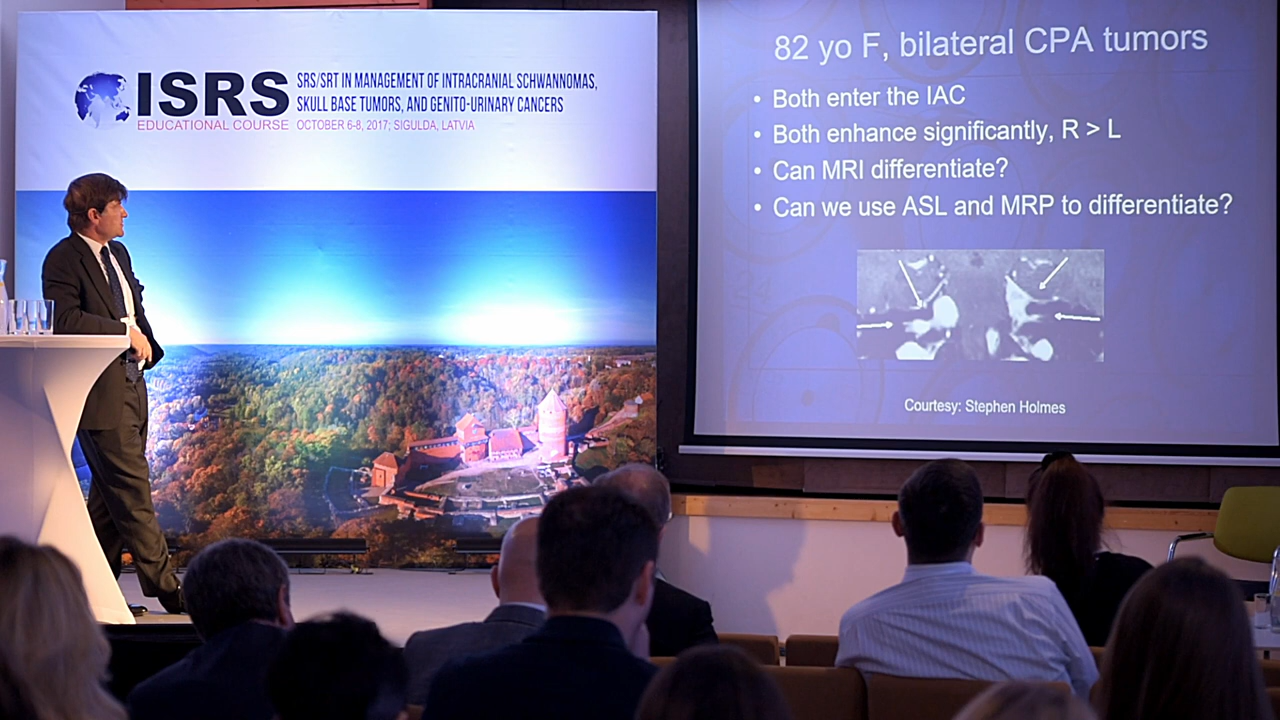 ISRS
EDUCATIONAL COURSE
SRS/SRT IN MANAGEMENT OF INTRACRANIAL SCHWANNOMAS,
SKULL BASE TUMORS, AND GENITO-URINARY CANCERS
OCTOBER 6-8, 2017; SIGULDA, LATVIA
82 yo F, bilateral CPA tumors
• Both enter the IAC
• Both enhance significantly, R > L
• Can MRI differentiate?
• Can we use ASL and MRP to differentiate?
Courtesy: Stephen Holmes